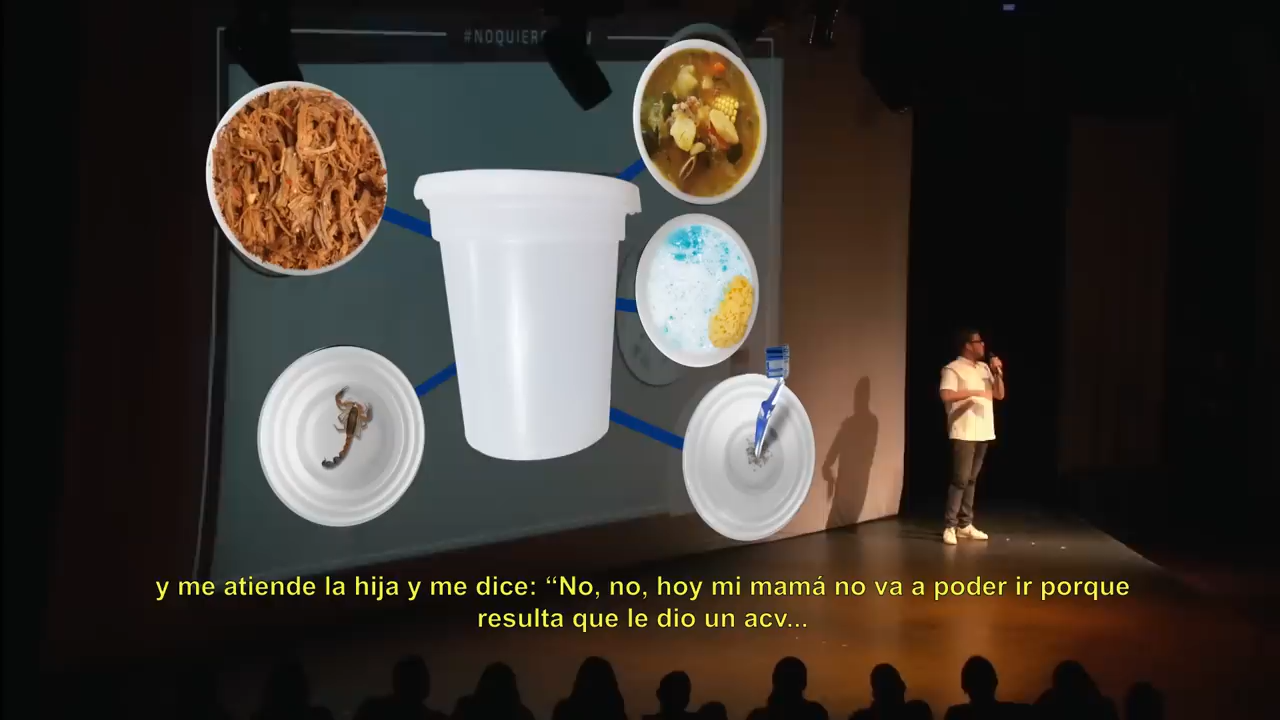 y me atiende la hija y me dice: “No, no, hoy mi mamá no va a poder ir porque
resulta que le dio un acv...